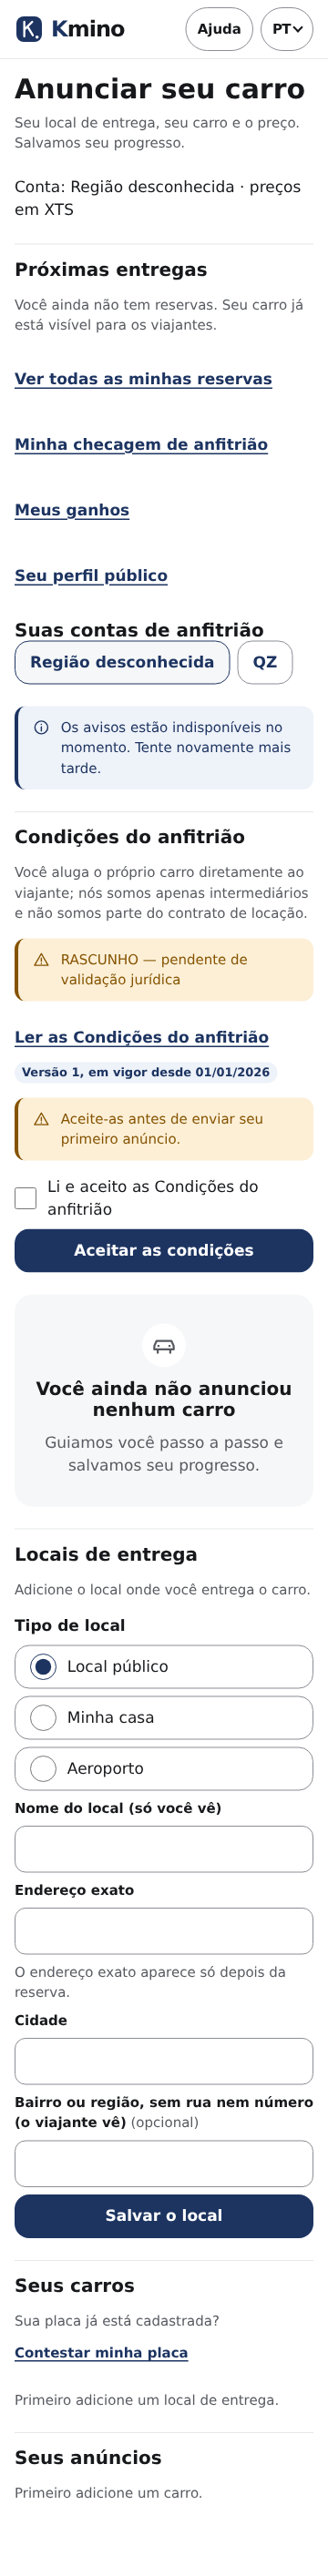 K. Kmino
Ajuda
PT
Anunciar seu carro
Seu local de entrega, seu carro e o preço.
Salvamos seu progresso.
Conta: Região desconhecida · preços
em XTS
Próximas entregas
Você ainda não tem reservas. Seu carro já
está visível para os viajantes.
Ver todas as minhas reservas
Minha checagem de anfitrião
Meus ganhos
Seu perfil público
Suas contas de anfitrião
Região desconhecida
QZ
Os avisos estão indisponíveis no
momento. Tente novamente mais
tarde.
Condições do anfitrião
Você aluga o próprio carro diretamente ao
viajante; nós somos apenas intermediários
e não somos parte do contrato de locação.
RASCUNHO — pendente de
validação jurídica
Ler as Condições do anfitrião
Versão 1, em vigor desde 01/01/2026
Aceite-as antes de enviar seu
primeiro anúncio.
Li e aceito as Condições do
anfitrião
Aceitar as condições
Você ainda não anunciou
nenhum carro
Guiamos você passo a passo e
salvamos seu progresso.
Locais de entrega
Adicione o local onde você entrega o carro.
Tipo de local
Local público
Minha casa
Aeroporto
Nome do local (só você vê)
Endereço exato
O endereço exato aparece só depois da
reserva.
Cidade
Bairro ou região, sem rua nem número
(o viajante vê) (opcional)
Salvar o local
Seus carros
Sua placa já está cadastrada?
Contestar minha placa
Primeiro adicione um local de entrega.
Seus anúncios
Primeiro adicione um carro.